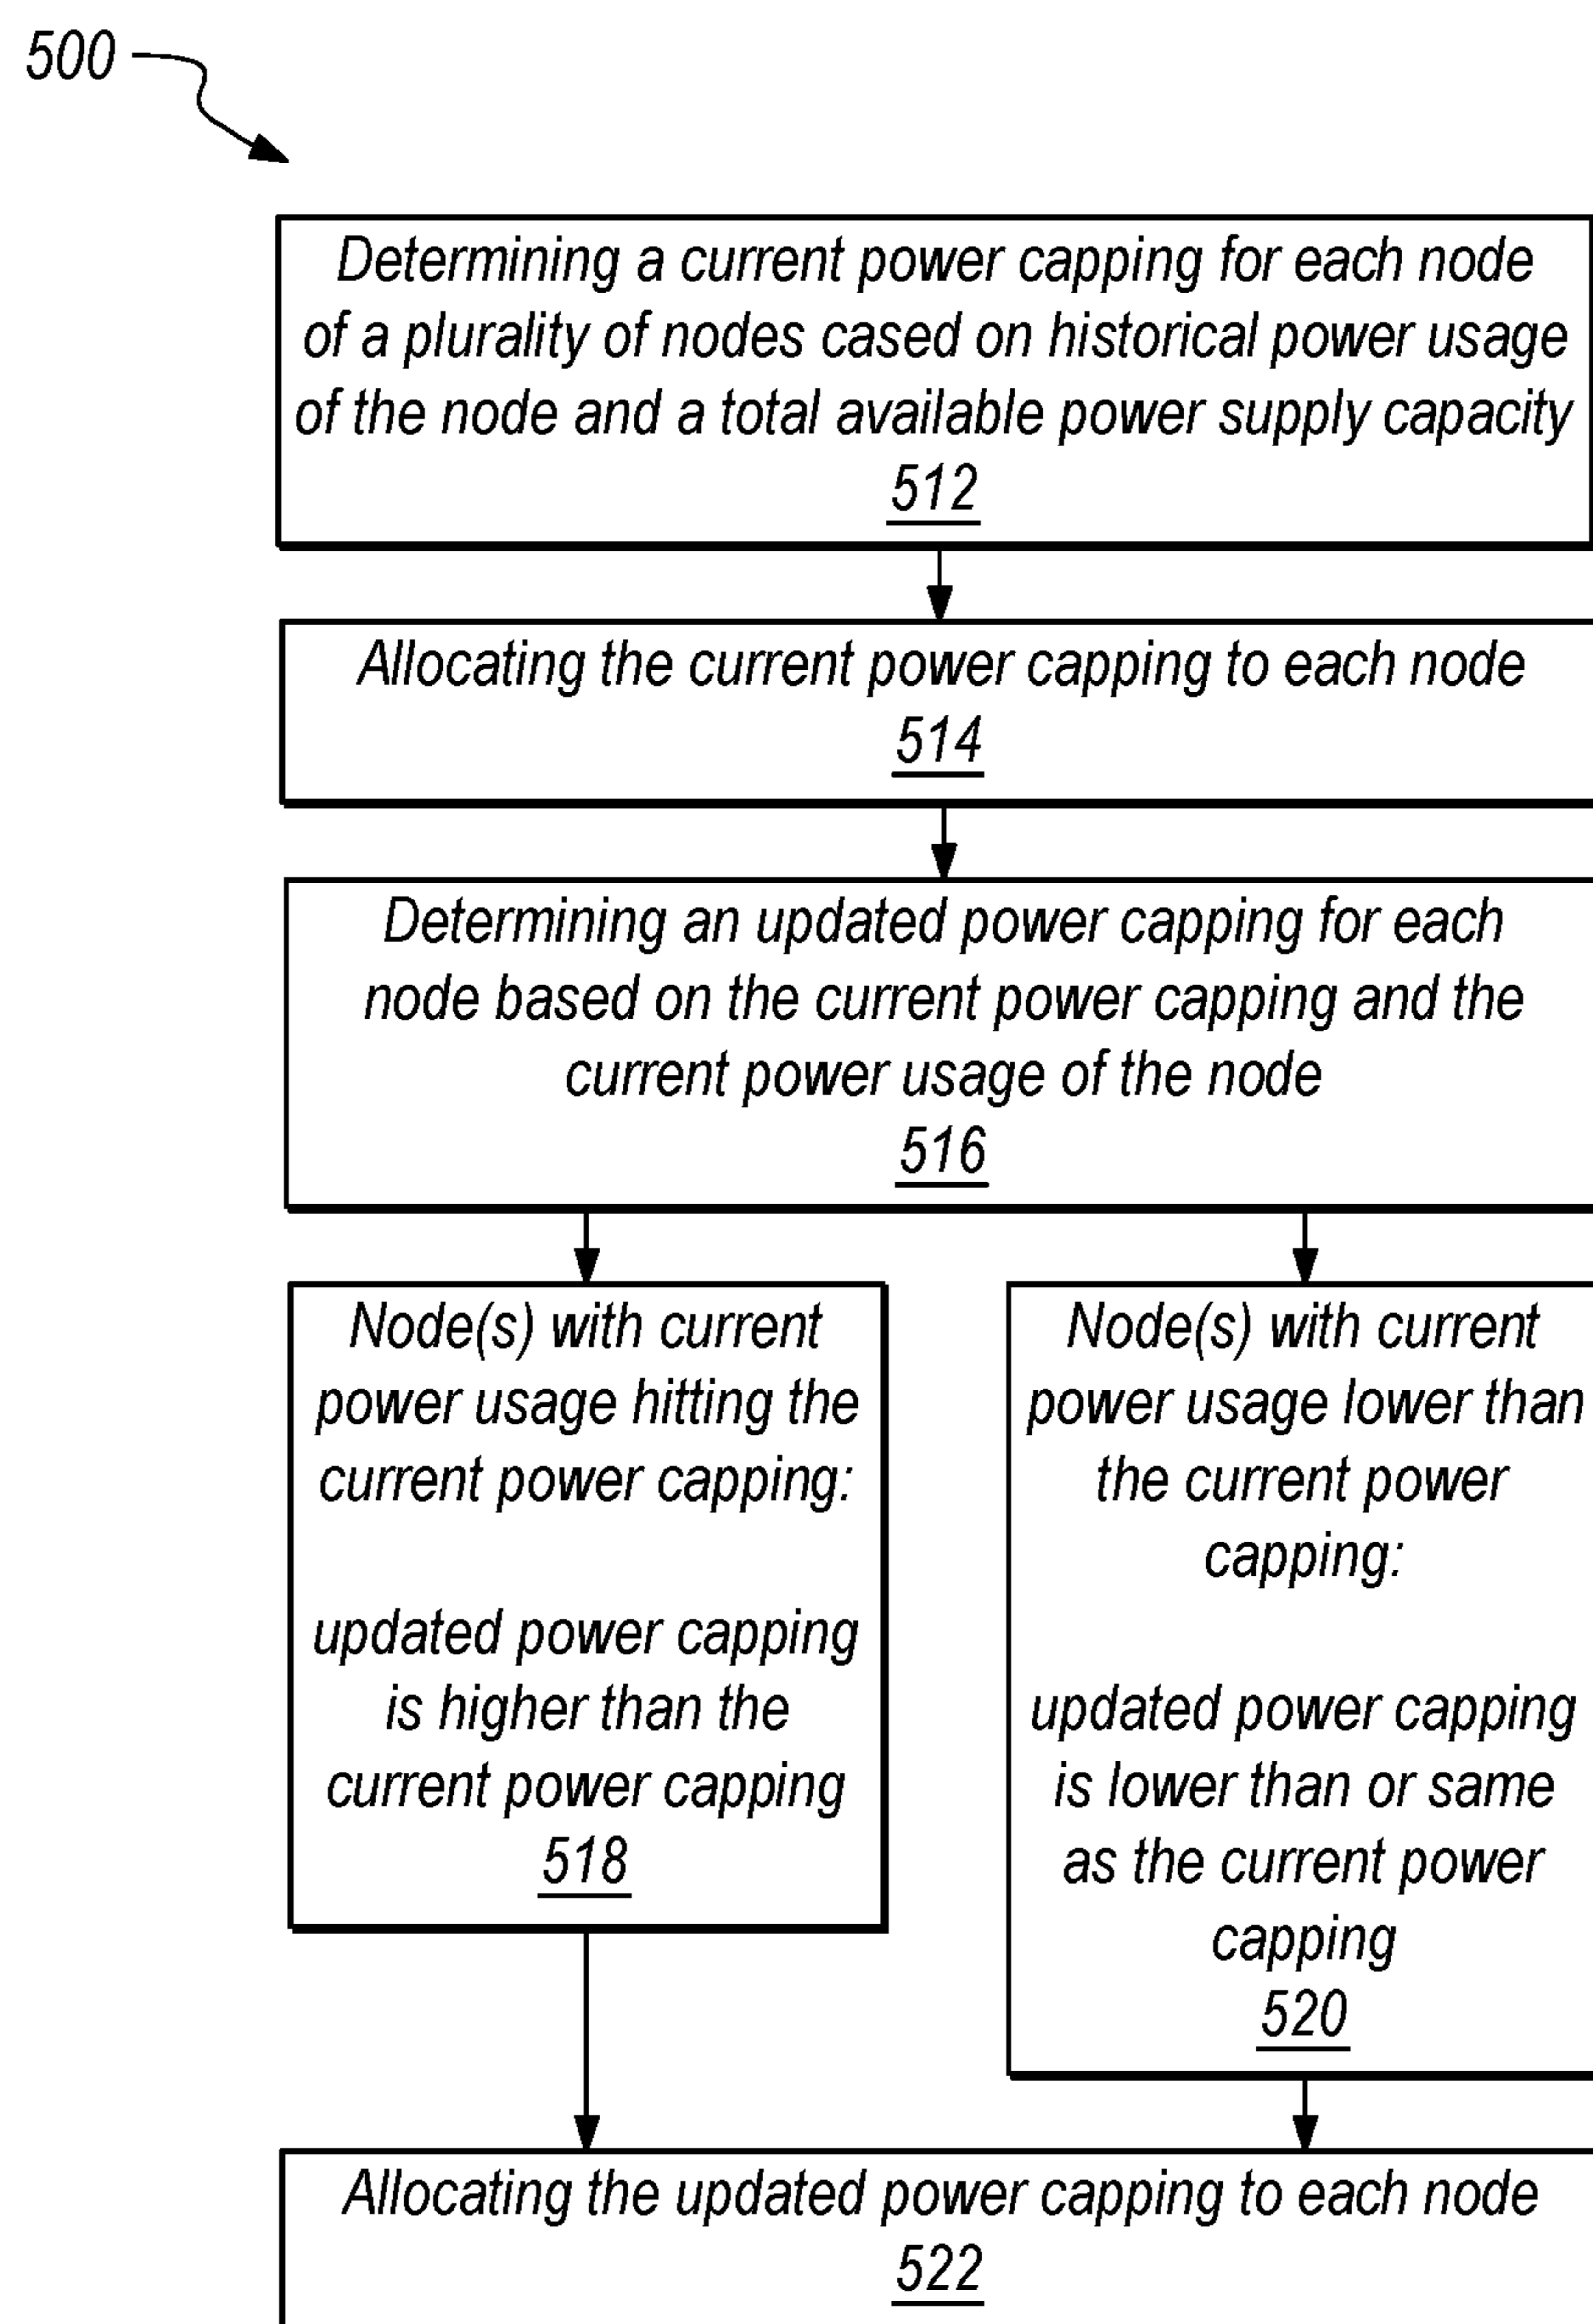 500
Determining a current power capping for each node
of a plurality of nodes cased on historical power usage
of the node and a total available power supply capacity
512
Allocating the current power capping to each node
514
Determining an updated power capping for each
node based on the current power capping and the
current power usage of the node
516
Node(s) with current
power usage hitting the
current power capping:
updated power capping
is higher than the
current power capping
518
Node(s) with current
power usage lower than
the current power
capping:
updated power capping
is lower than or same
as the current power
capping
520
Allocating the updated power capping to each node
522